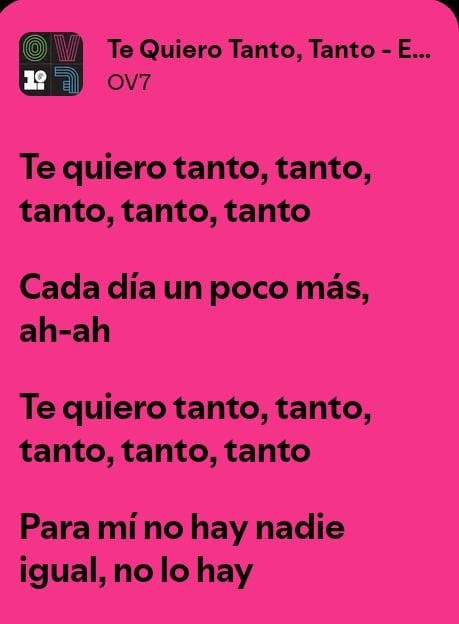 Te Quiero Tanto, Tanto - E...
OV7
Te quiero tanto, tanto,
tanto, tanto, tanto
Cada día un poco más,
ah-ah
Te quiero tanto, tanto,
tanto, tanto, tanto
Para mí no hay nadie
igual, no lo hay